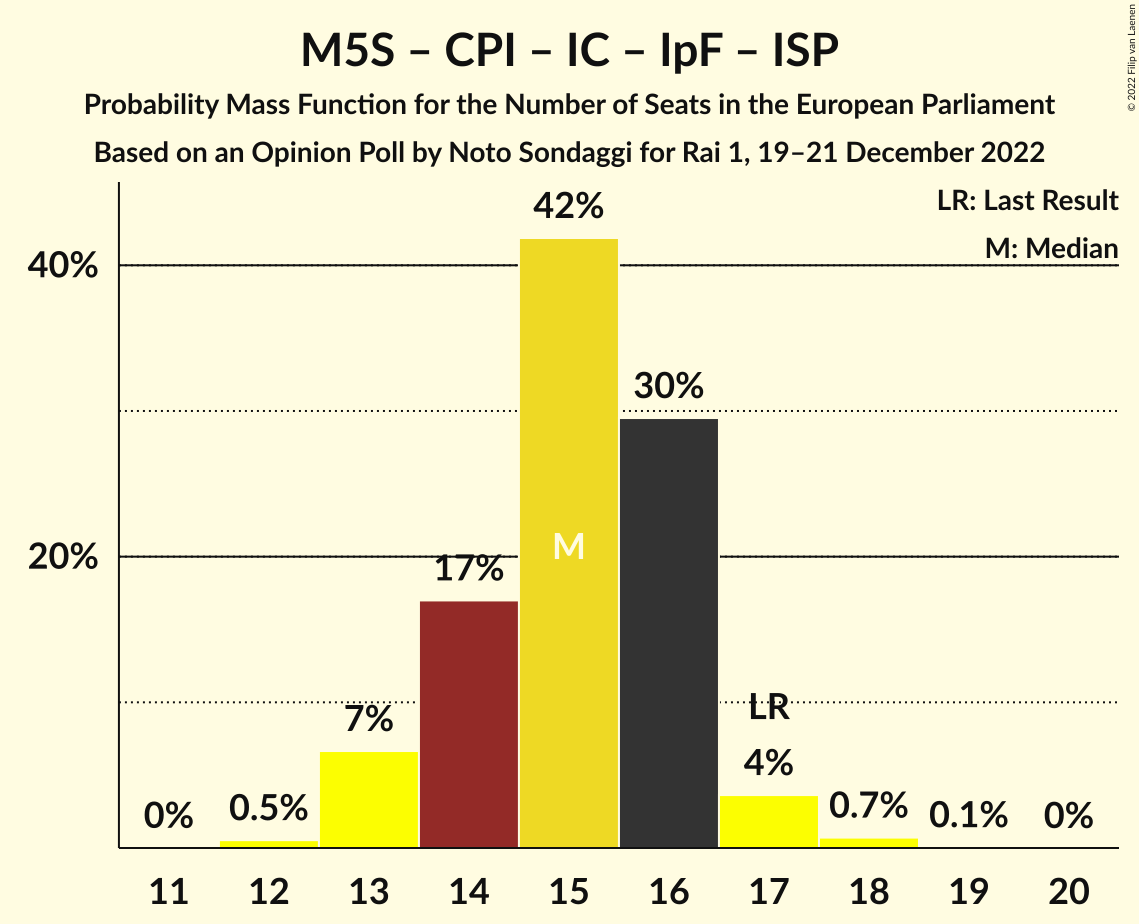 M5S – CPI – IC – IpF – ISP
Probability Mass Function for the Number of Seats in the European Parliament
Based on an Opinion Poll by Noto Sondaggi for Rai 1, 19–21 December 2022
© 2022 Filip van Laenen
LR: Last Result
M: Median
42%
40%
30%
20%
17%
M
LR
7%
4%
0%
0.5%
0.7%
0.1%
0%
11 12 13 14 15 16 17 18 19 20